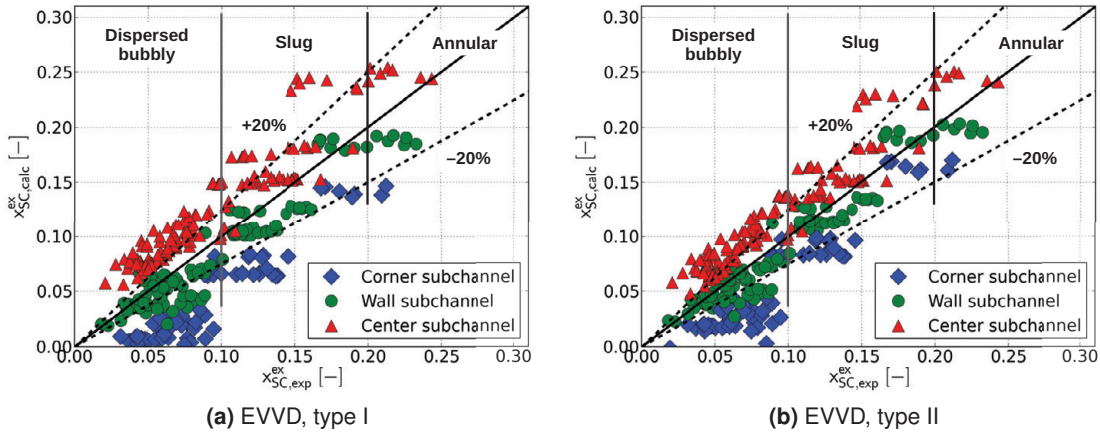 Dispersed
bubbly
Slug
Annular
+20%
–20%
0.30
0.25
0.20
0.15
0.10
0.05
0.00
x^ex_SC,calc [−]
Corner subchannel
Wall subchannel
Center subchannel
0.00 0.05 0.10 0.15 0.20 0.25 0.30
x^ex_SC,exp [−]
(a) EVVD, type I
Dispersed
bubbly
Slug
Annular
+20%
–20%
0.30
0.25
0.20
0.15
0.10
0.05
0.00
x^ex_SC,calc [−]
Corner subchannel
Wall subchannel
Center subchannel
0.00 0.05 0.10 0.15 0.20 0.25 0.30
x^ex_SC,exp [−]
(b) EVVD, type II